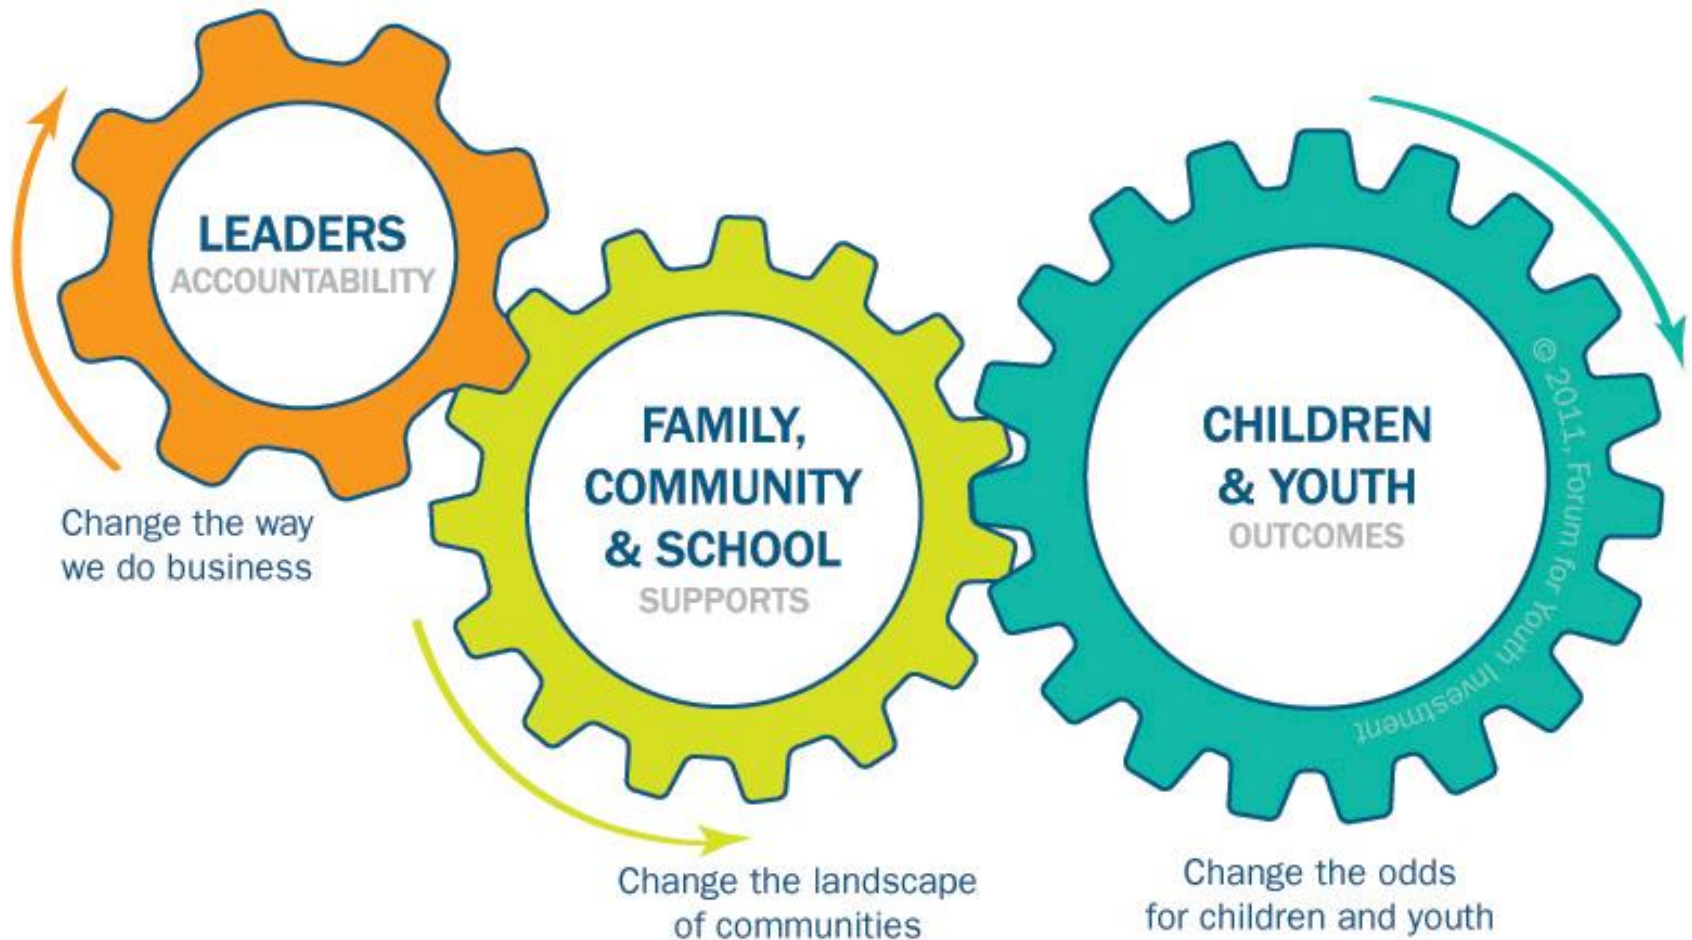 LEADERS
ACCOUNTABILITY
Change the way
we do business
FAMILY,
COMMUNITY
& SCHOOL
SUPPORTS
Change the landscape
of communities
CHILDREN
& YOUTH
OUTCOMES
© 2011, Forum for Youth Investment
Change the odds
for children and youth